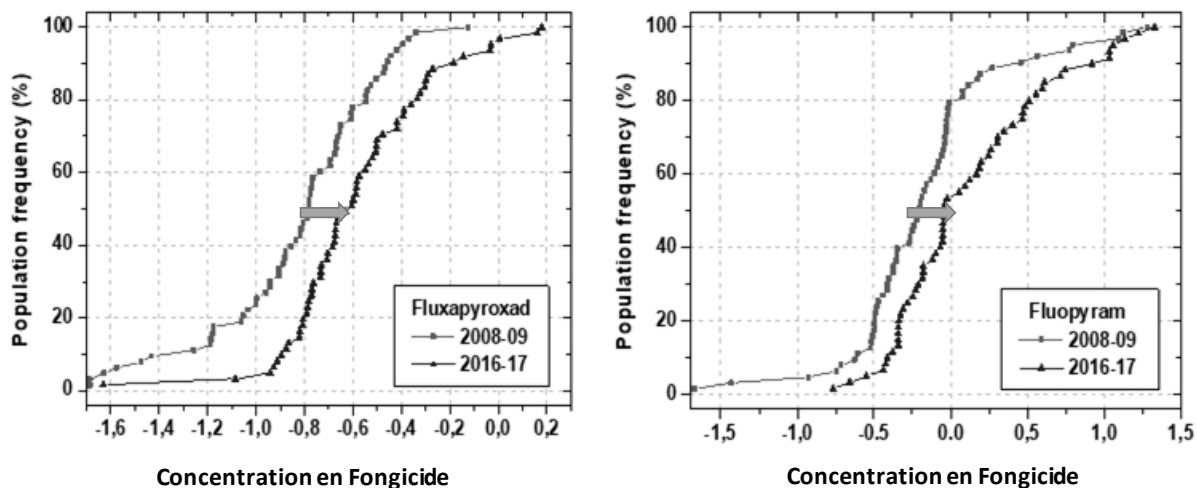 Population frequency (%)
100
80
60
40
20
0
-1,6 -1,4 -1,2 -1,0 -0,8 -0,6 -0,4 -0,2 0,0 0,2
Fluxapyroxad
2008-09
2016-17
Concentration en Fongicide
Population frequency (%)
100
80
60
40
20
0
-1,5 -1,0 -0,5 0.0 0,5 1,0 1,5
Fluopyram
2008-09
2016-17
Concentration en Fongicide